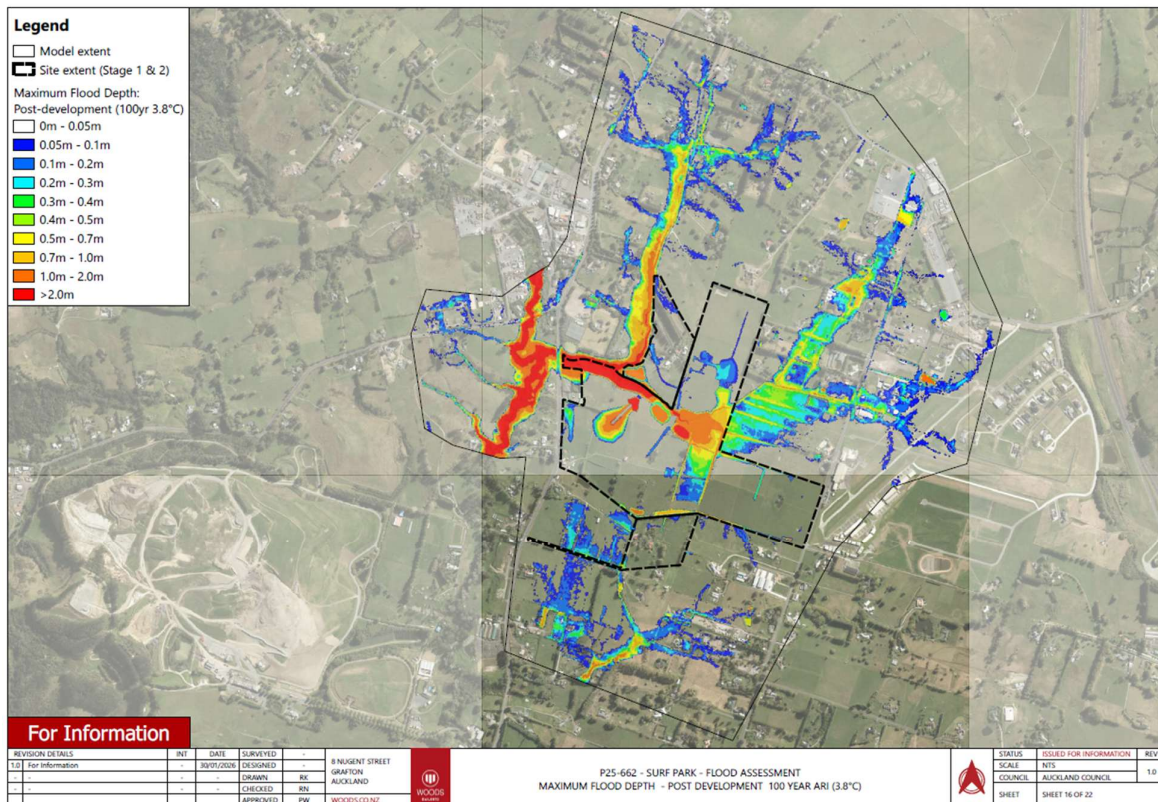 Legend
Model extent
Site extent (Stage 1 & 2)
Maximum Flood Depth:
Post-development (100yr 3.8°C)
0m - 0.05m
0.05m - 0.1m
0.1m - 0.2m
0.2m - 0.3m
0.3m - 0.4m
0.4m - 0.5m
0.5m - 0.7m
0.7m - 1.0m
1.0m - 2.0m
>2.0m
For Information
REVISION DETAILS INT DATE SURVEYED -
1.0 For Information - 30/01/2026 DESIGNED -
- - - - DRAWN RK
- - - - CHECKED RN
APPROVED PW
8 NUGENT STREET
GRAFTON
AUCKLAND
WOODS.CO.NZ
WOODS
P25-662 - SURF PARK - FLOOD ASSESSMENT
MAXIMUM FLOOD DEPTH - POST DEVELOPMENT 100 YEAR ARI (3.8°C)
STATUS ISSUED FOR INFORMATION REV
SCALE NTS 1.0
COUNCIL AUCKLAND COUNCIL
SHEET SHEET 16 OF 22